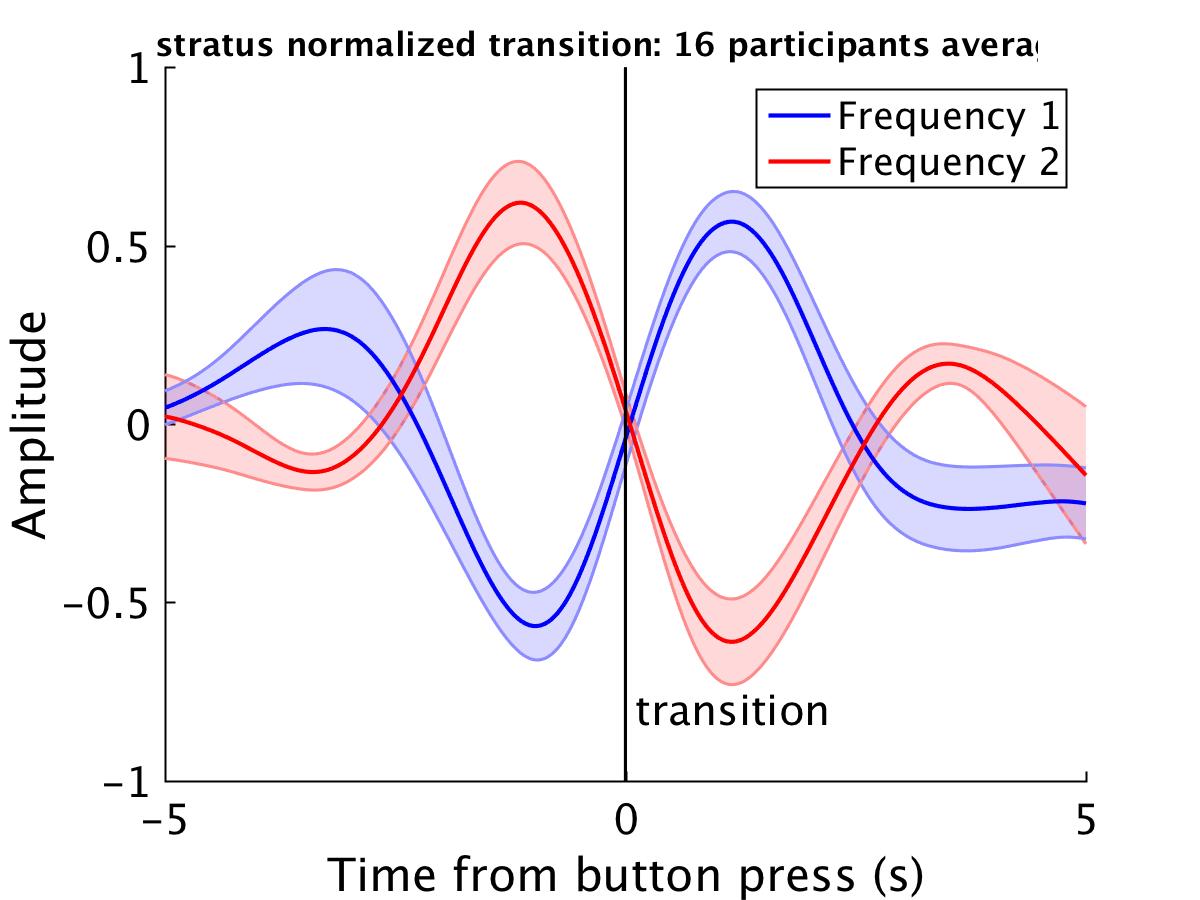 stratus normalized transition: 16 participants avera
1
Frequency 1
Frequency 2
0.5
0
−0.5
−1
Amplitude
transition
−5
0
5
Time from button press (s)